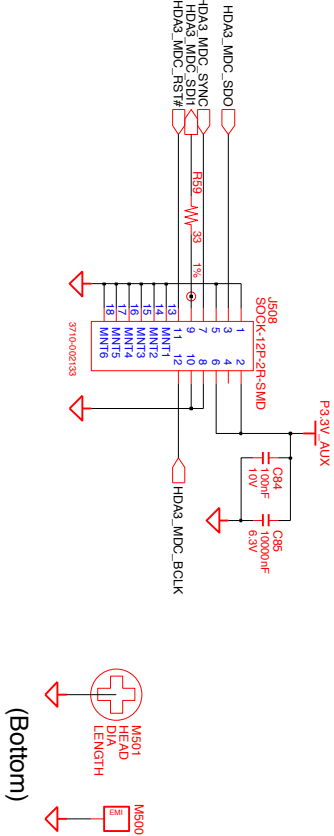 P3.3V_AUX
C84
100nF
10V
C85
10000nF
6.3V
J508
SOCK-12P-2R-SMD
HDA3_MDC_SDO
HDA3_MDC_SYNC
HDA3_MDC_SDI1
HDA3_MDC_RST#
R59
33
1%
1 2
3 4
5 6
7 8
9 10
11 12
13 MNT1
14 MNT2
15 MNT3
16 MNT4
17 MNT5
18 MNT6
3710-002133
HDA3_MDC_BCLK
M501
HEAD
DIA
LENGTH
M500
EMI
(Bottom)